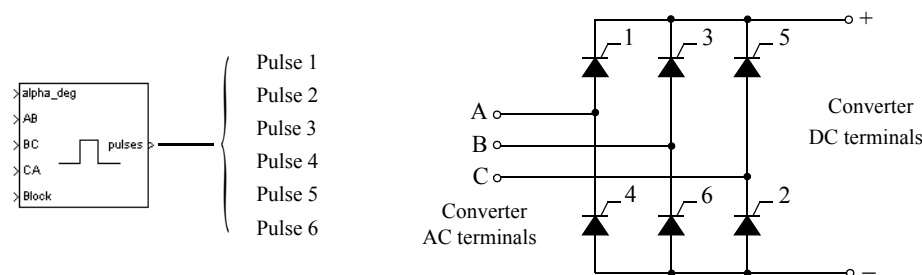 alpha_deg
AB
BC
CA
Block
pulses
Pulse 1
Pulse 2
Pulse 3
Pulse 4
Pulse 5
Pulse 6
+
1
3
5
A
B
C
4
6
2
−
Converter
AC terminals
Converter
DC terminals